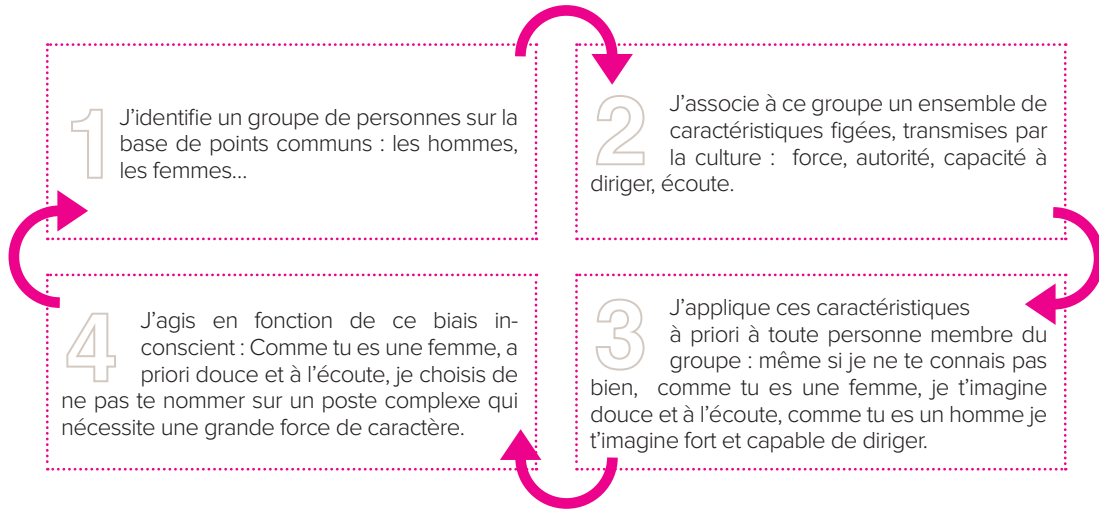 1 J’identifie un groupe de personnes sur la
base de points communs : les hommes,
les femmes...
2 J’associe à ce groupe un ensemble de
caractéristiques figées, transmises par
la culture : force, autorité, capacité à
diriger, écoute.
3 J’applique ces caractéristiques
à priori à toute personne membre du
groupe : même si je ne te connais pas
bien, comme tu es une femme, je t’imagine
douce et à l’écoute, comme tu es un homme je
t’imagine fort et capable de diriger.
4 J’agis en fonction de ce biais in-
conscient : Comme tu es une femme, a
priori douce et à l’écoute, je choisis de
ne pas te nommer sur un poste complexe qui
nécessite une grande force de caractère.